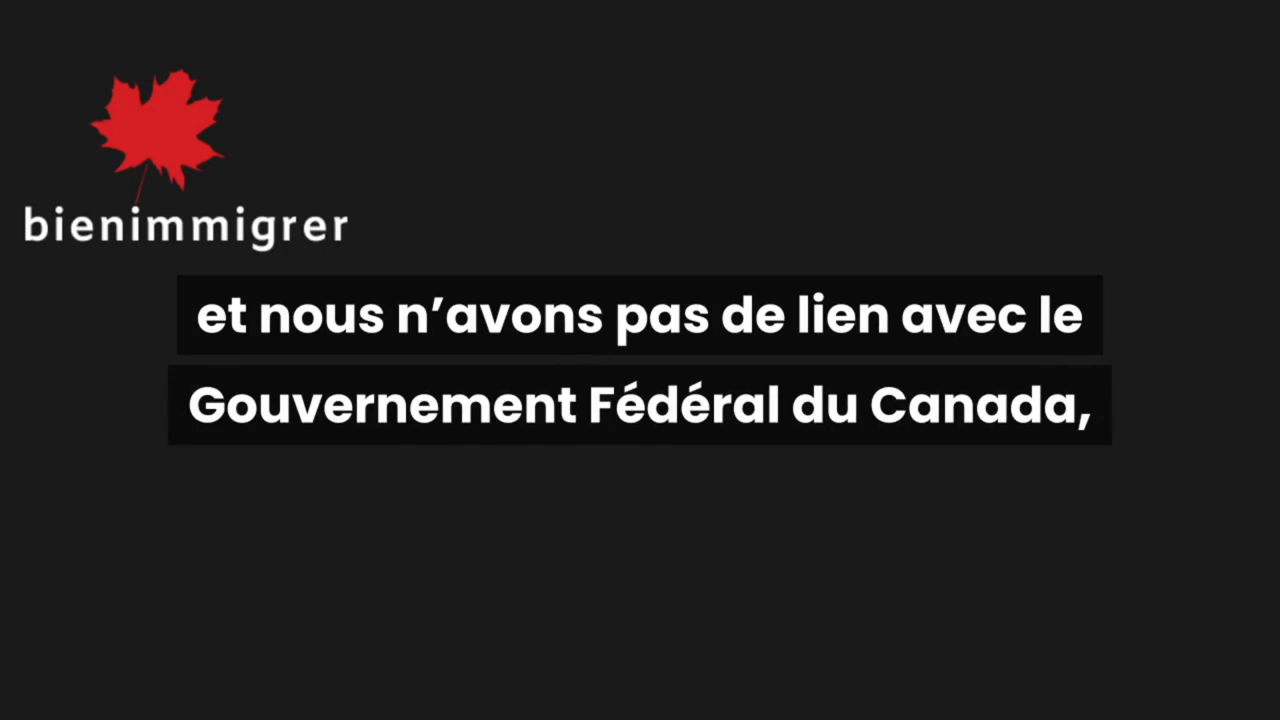 bienimmigrer
et nous n’avons pas de lien avec le
Gouvernement Fédéral du Canada,